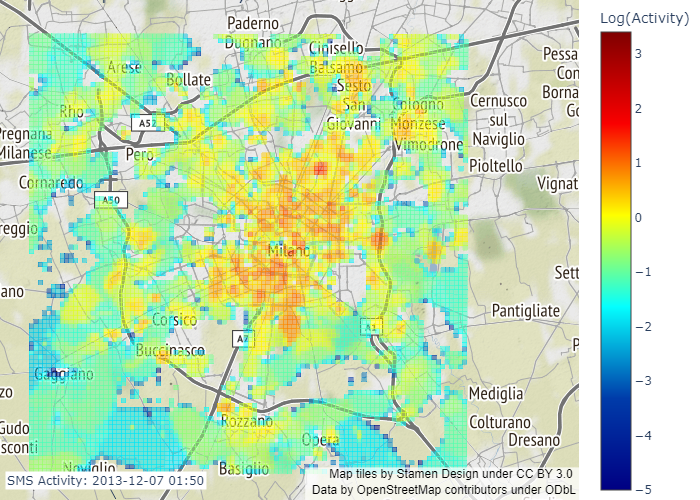 Paderno
Dugnano
Cinisello
Balsamo
Arese
Bollate
Sesto
San
Giovanni
Rho
A52
Cologno
Monzese
Vimodrone
Cernusco
sul
Naviglio
Pessa
Con
Borna
Go
Pregnana
Milanese
Pero
Pioltello
Cornaredo
A50
Vignat
reggio
Milano
Sett
ano
Corsico
A7
A1
Pantigliate
P
Buccinasco
Gaggiano
zo
Rozzano
Mediglia
Gudo
sconti
Opera
Colturano
Dresano
Noviglio
Basiglio
SMS Activity: 2013-12-07 01:50
Map tiles by Stamen Design under CC BY 3.0
Data by OpenStreetMap contributors under ODbL
Log(Activity)
3
2
1
0
−1
−2
−3
−4
−5